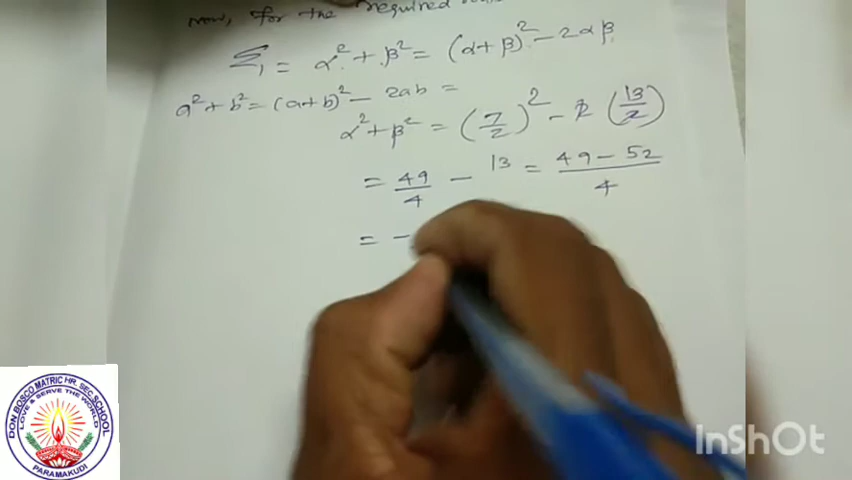 now, for the required
Σ₁ = α² + β² = (α+β)² - 2αβ
a² + b² = (a+b)² - 2ab =
α² + β² = (7/2)² - 2 (13/2)
= 49/4 - 13 = (49 - 52)/4
= -
DON BOSCO MATRIC HR. SEC. SCHOOL
LOVE & SERVE THE WORLD
PARAMAKUDI
InShOt